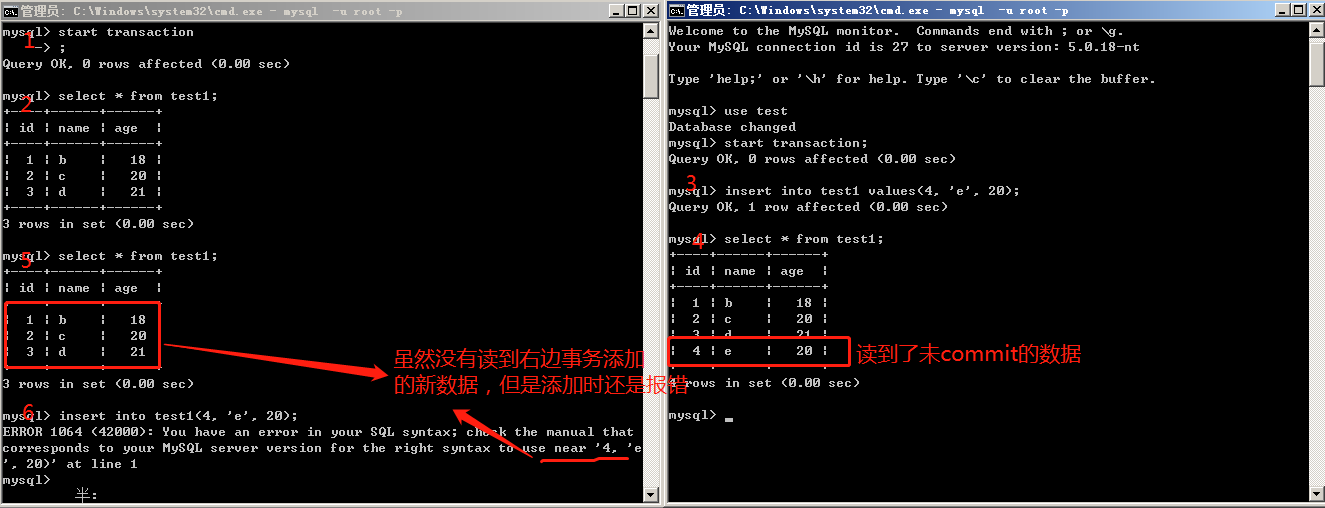 管理员: C:\Windows\system32\cmd.exe - mysql  -u root -p
mysql> start transaction
1
-> ;
Query OK, 0 rows affected (0.00 sec)
mysql> select * from test1;
2
+----+------+------+
| id | name | age  |
+----+------+------+
|  1 | b    |   18 |
|  2 | c    |   20 |
|  3 | d    |   21 |
+----+------+------+
3 rows in set (0.00 sec)
mysql> select * from test1;
5
+----+------+------+
| id | name | age  |
|  1 | b    |   18 |
|  2 | c    |   20 |
|  3 | d    |   21 |
3 rows in set (0.00 sec)
虽然没有读到右边事务添加
的新数据，但是添加时还是报错
6
mysql> insert into test1(4, 'e', 20);
ERROR 1064 (42000): You have an error in your SQL syntax; check the manual that
corresponds to your MySQL server version for the right syntax to use near '4, 'e
', 20)' at line 1
mysql>
半:
管理员: C:\Windows\system32\cmd.exe - mysql  -u root -p
Welcome to the MySQL monitor.  Commands end with ; or \g.
Your MySQL connection id is 27 to server version: 5.0.18-nt
Type 'help;' or '\h' for help. Type '\c' to clear the buffer.
mysql> use test
Database changed
mysql> start transaction;
Query OK, 0 rows affected (0.00 sec)
3
mysql> insert into test1 values(4, 'e', 20);
Query OK, 1 row affected (0.00 sec)
4
mysql> select * from test1;
+----+------+------+
| id | name | age  |
+----+------+------+
|  1 | b    |   18 |
|  2 | c    |   20 |
|  3 | d    |   21 |
|  4 | e    |   20 |
读到了未commit的数据
4 rows in set (0.00 sec)
mysql>